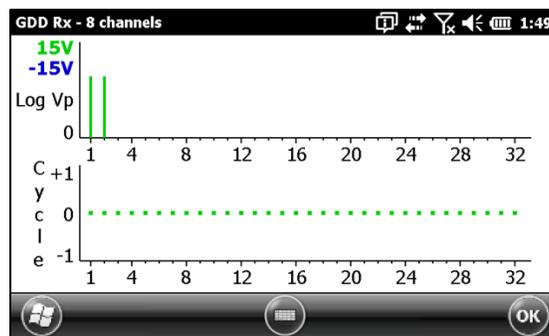 GDD Rx - 8 channels 1:49
15V
-15V
Log Vp
0
1 4 8 12 16 20 24 28 32
Cycle
+1
0
-1
1 4 8 12 16 20 24 28 32
OK